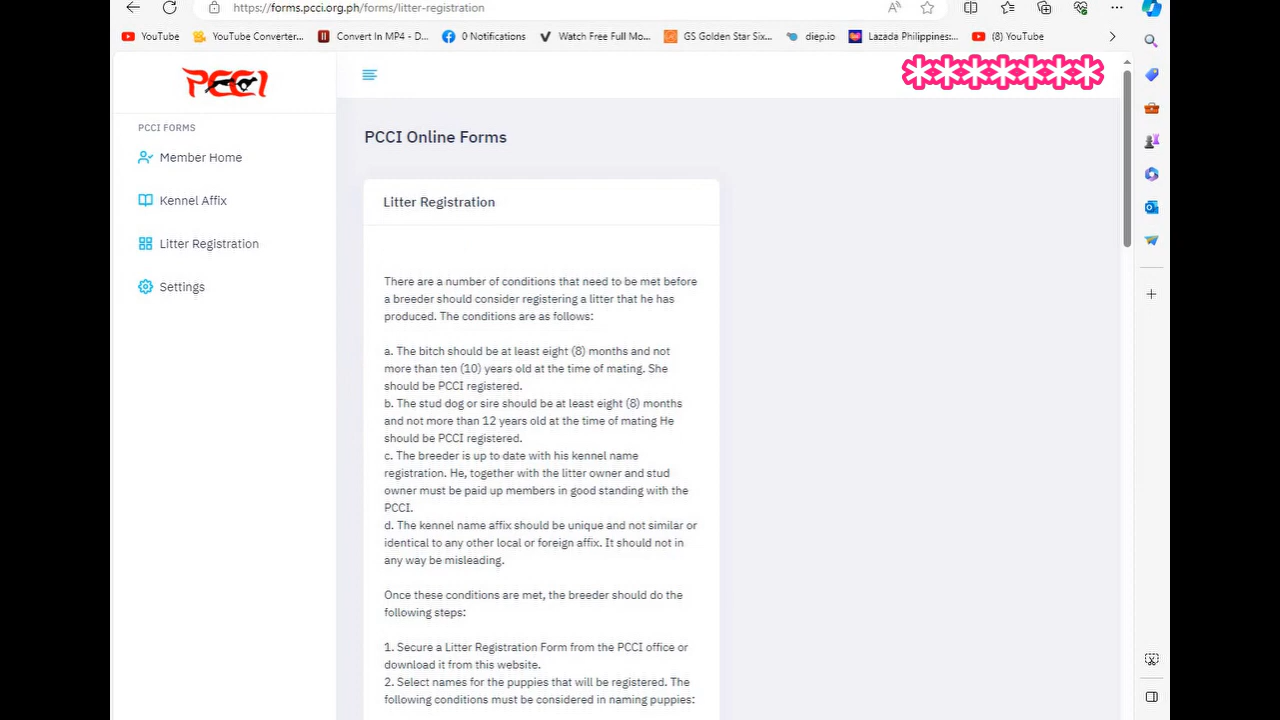 https://forms.pcci.org.ph/forms/litter-registration
YouTube
YouTube Converter...
Convert In MP4 - D...
0 Notifications
Watch Free Full Mo...
GS Golden Star Six...
diep.io
Lazada Philippines:...
(8) YouTube
*******
PCCI
PCCI FORMS
Member Home
Kennel Affix
Litter Registration
Settings
PCCI Online Forms
Litter Registration
There are a number of conditions that need to be met before
a breeder should consider registering a litter that he has
produced. The conditions are as follows:
a. The bitch should be at least eight (8) months and not
more than ten (10) years old at the time of mating. She
should be PCCI registered.
b. The stud dog or sire should be at least eight (8) months
and not more than 12 years old at the time of mating He
should be PCCI registered.
c. The breeder is up to date with his kennel name
registration. He, together with the litter owner and stud
owner must be paid up members in good standing with the
PCCI.
d. The kennel name affix should be unique and not similar or
identical to any other local or foreign affix. It should not in
any way be misleading.
Once these conditions are met, the breeder should do the
following steps:
1. Secure a Litter Registration Form from the PCCI office or
download it from this website.
2. Select names for the puppies that will be registered. The
following conditions must be considered in naming puppies: